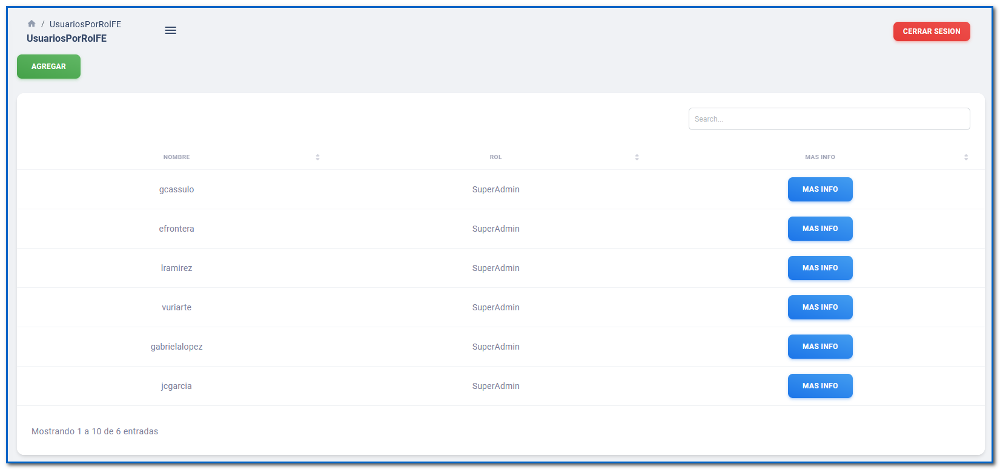 / UsuariosPorRolFE
UsuariosPorRolFE
CERRAR SESION
AGREGAR
Search...
NOMBRE ROL MAS INFO
gcassulo SuperAdmin MAS INFO
efrontera SuperAdmin MAS INFO
lramirez SuperAdmin MAS INFO
vuriarte SuperAdmin MAS INFO
gabrielalopez SuperAdmin MAS INFO
jcgarcia SuperAdmin MAS INFO
Mostrando 1 a 10 de 6 entradas